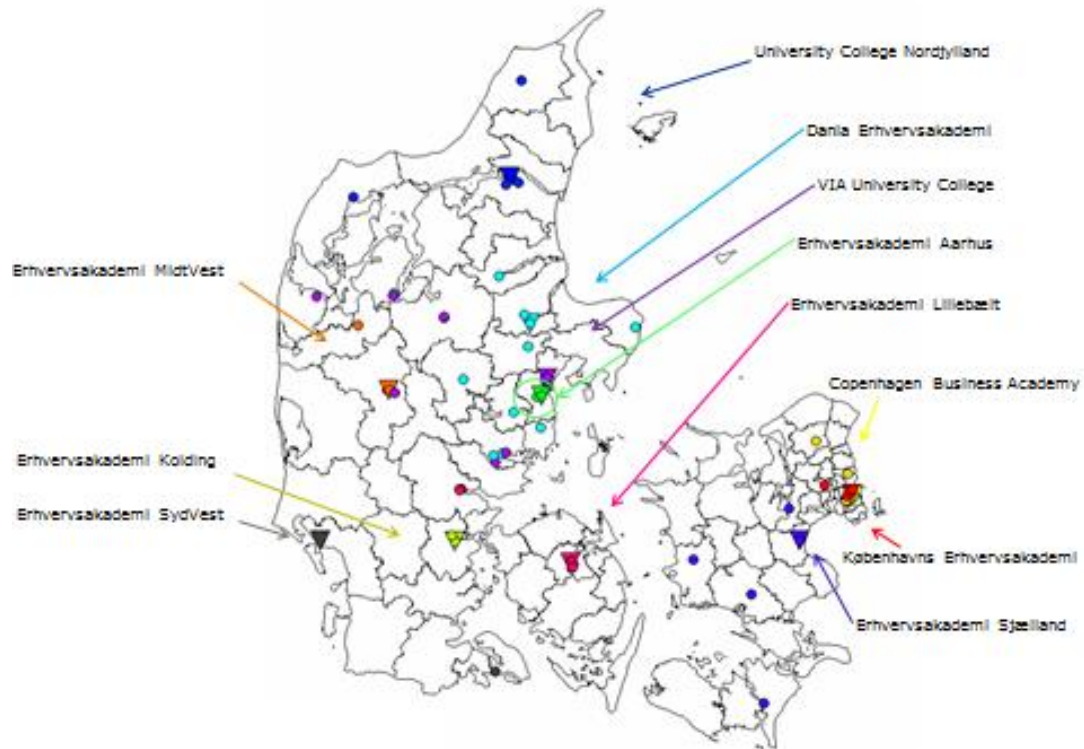 University College Nordjylland
Dania Erhvervsakademi
VIA University College
Erhvervsakademi Aarhus
Erhvervsakademi MidtVest
Erhvervsakademi Lillebælt
Copenhagen Business Academy
Erhvervsakademi Kolding
Erhvervsakademi SydVest
Københavns Erhvervsakademi
Erhvervsakademi Sjælland